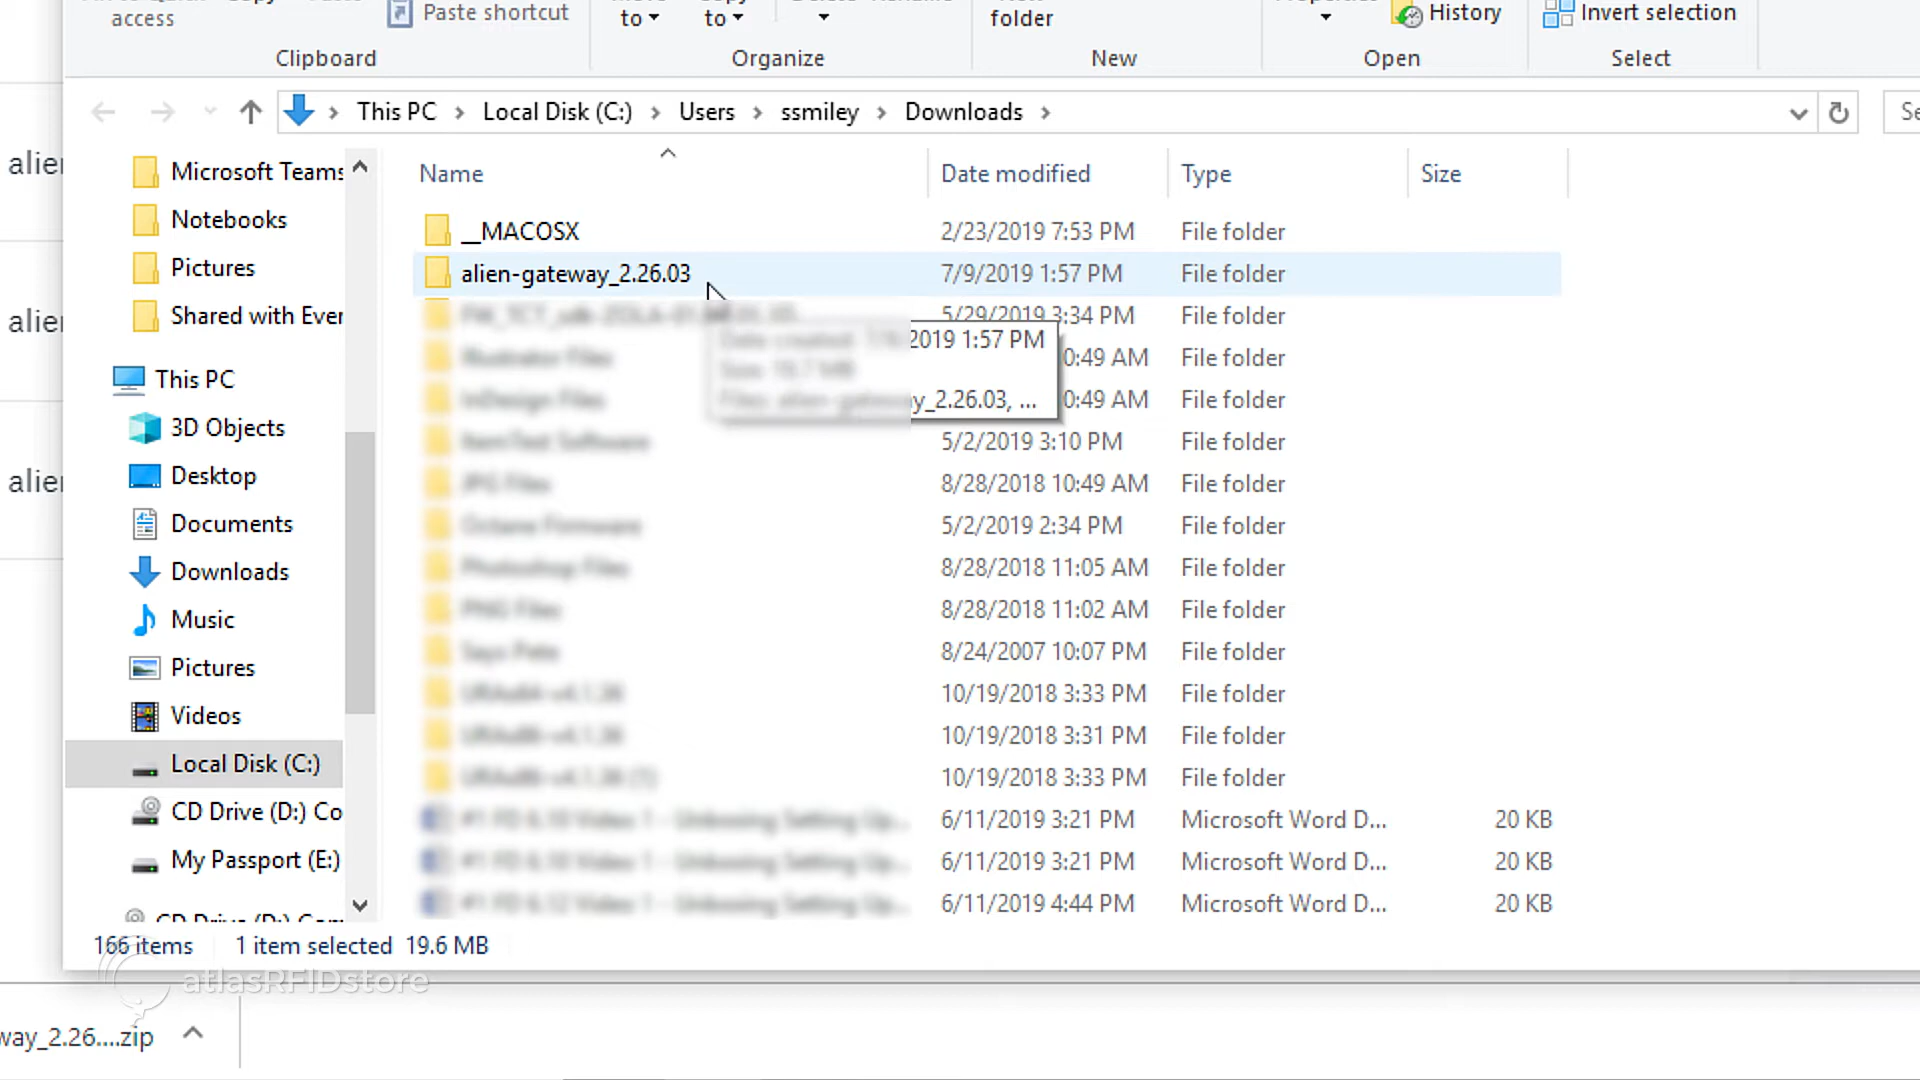 access
Paste shortcut
to
to
folder
History
Invert selection
Clipboard
Organize
New
Open
Select
This PC
Local Disk (C:)
Users
ssmiley
Downloads
Name
Date modified
Type
Size
Microsoft Teams
Notebooks
Pictures
Shared with Ever
This PC
3D Objects
Desktop
Documents
Downloads
Music
Pictures
Videos
Local Disk (C:)
CD Drive (D:) Co
My Passport (E:)
__MACOSX 2/23/2019 7:53 PM File folder
alien-gateway_2.26.03 7/9/2019 1:57 PM File folder
5/29/2019 3:34 PM File folder
2019 1:57 PM
0:49 AM File folder
0:49 AM File folder
y_2.26.03, ...
5/2/2019 3:10 PM File folder
8/28/2018 10:49 AM File folder
5/2/2019 2:34 PM File folder
8/28/2018 11:05 AM File folder
8/28/2018 11:02 AM File folder
8/24/2007 10:07 PM File folder
10/19/2018 3:33 PM File folder
10/19/2018 3:31 PM File folder
10/19/2018 3:33 PM File folder
6/11/2019 3:21 PM Microsoft Word D... 20 KB
6/11/2019 3:21 PM Microsoft Word D... 20 KB
6/11/2019 4:44 PM Microsoft Word D... 20 KB
166 items 1 item selected 19.6 MB
atlasRFIDstore
way_2.26....zip
alien
alien
alien